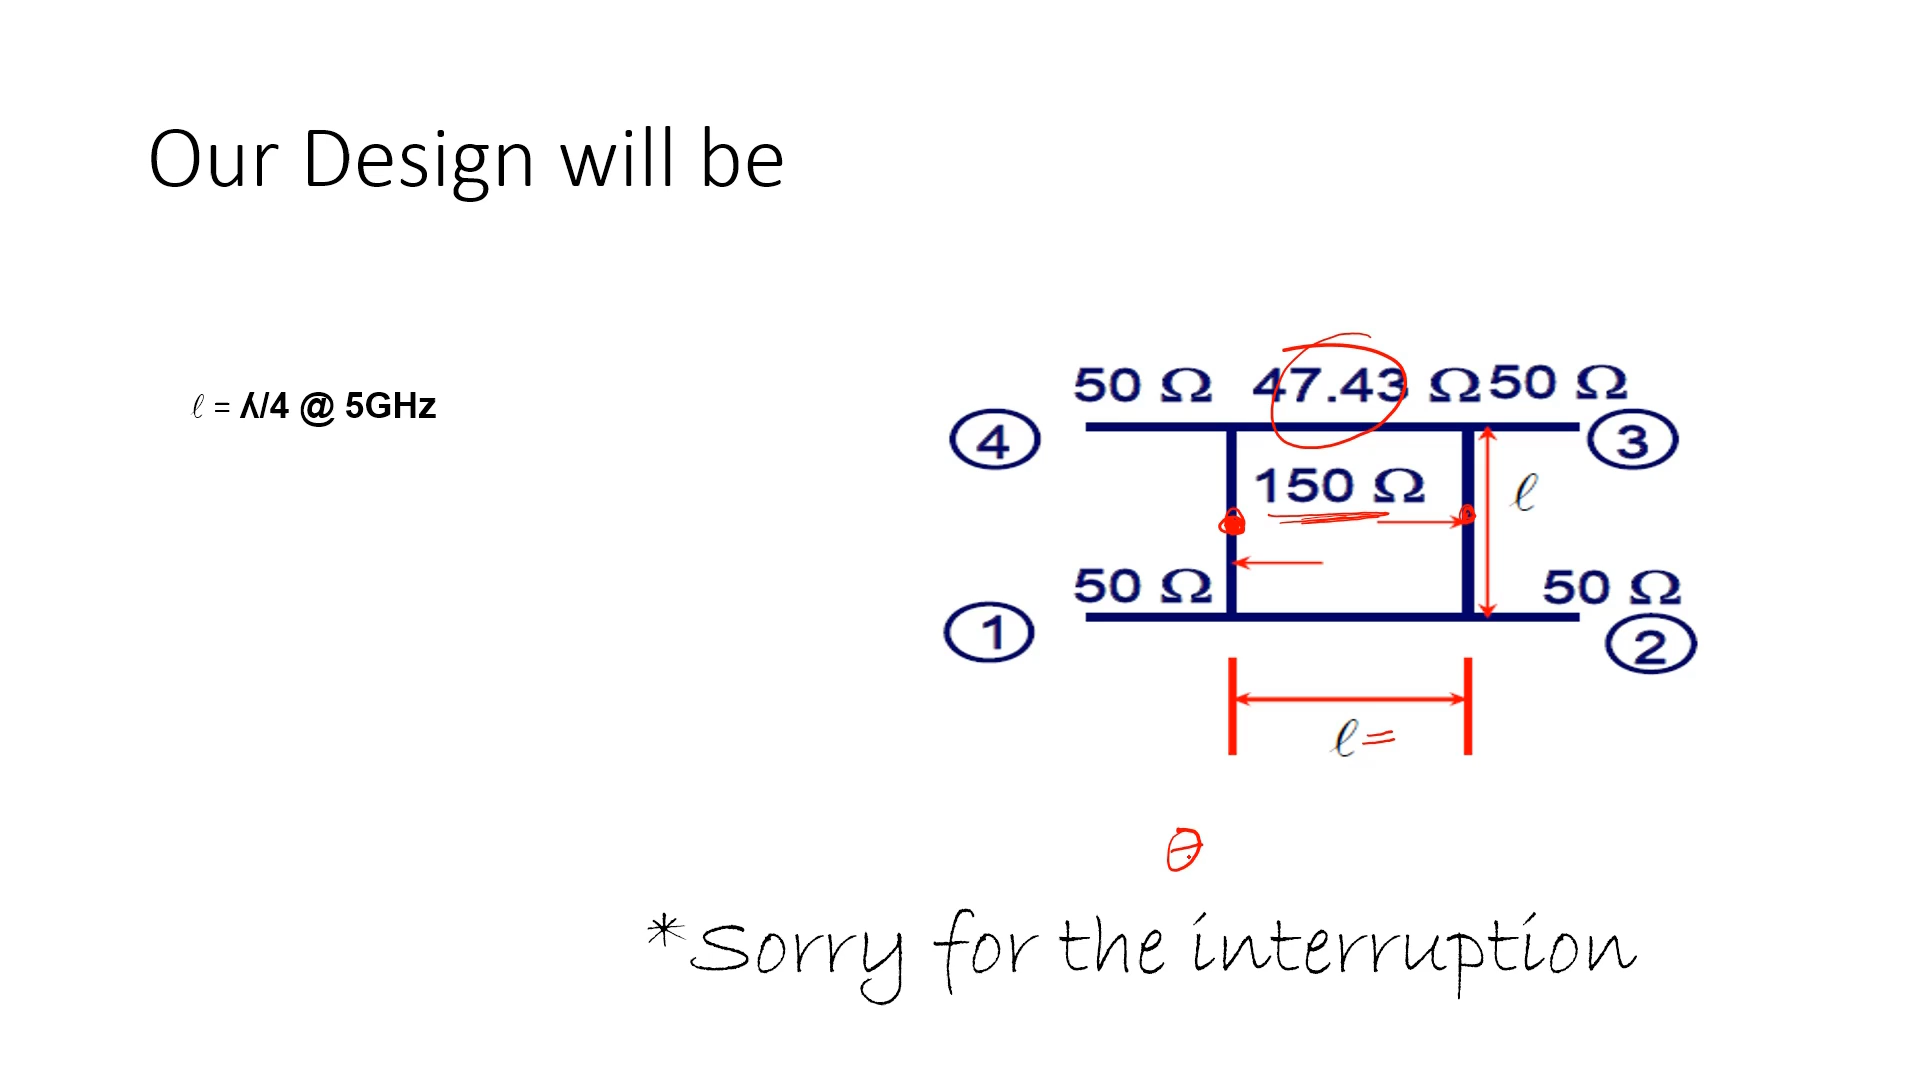 Our Design will be
ℓ = ʎ/4 @ 5GHz
50 Ω 47.43 Ω 50 Ω
4 3
150 Ω ℓ
50 Ω 50 Ω
1 2
ℓ =
θ
*Sorry for the interruption